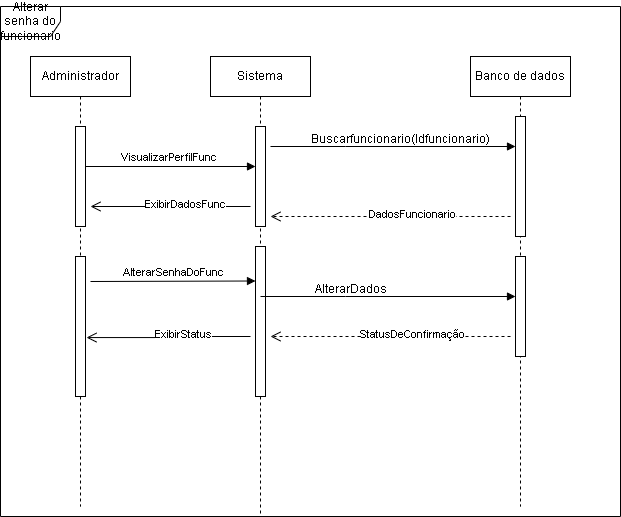 Alterar
senha do
funcionario
Administrador
Sistema
Banco de dados
Buscarfuncionario(Idfuncionario)
VisualizarPerfilFunc
ExibirDadosFunc
DadosFuncionario
AlterarSenhaDoFunc
AlterarDados
ExibirStatus
StatusDeConfirmação